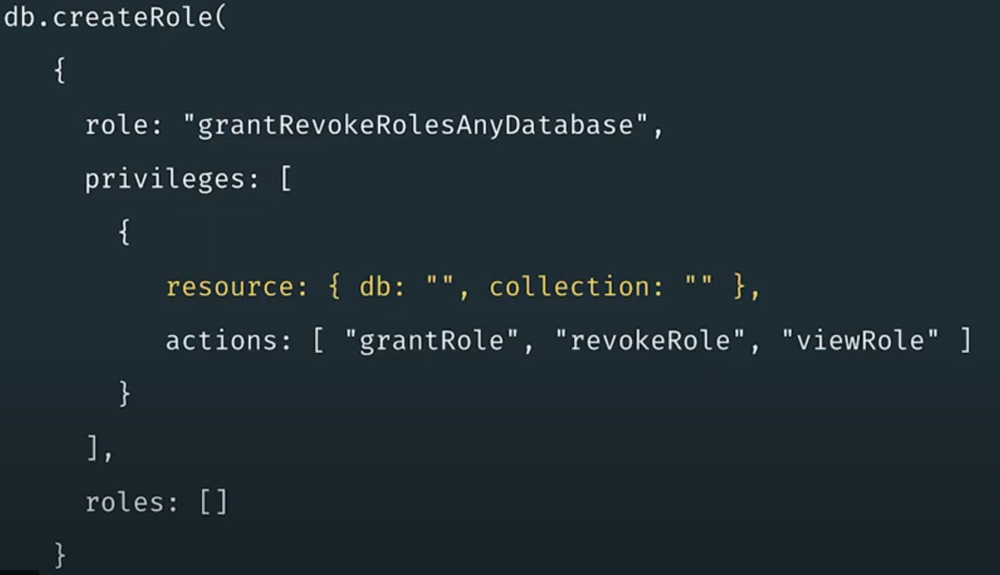 db.createRole(
{
role: "grantRevokeRolesAnyDatabase",
privileges: [
{
resource: { db: "", collection: "" },
actions: [ "grantRole", "revokeRole", "viewRole" ]
}
],
roles: []
}